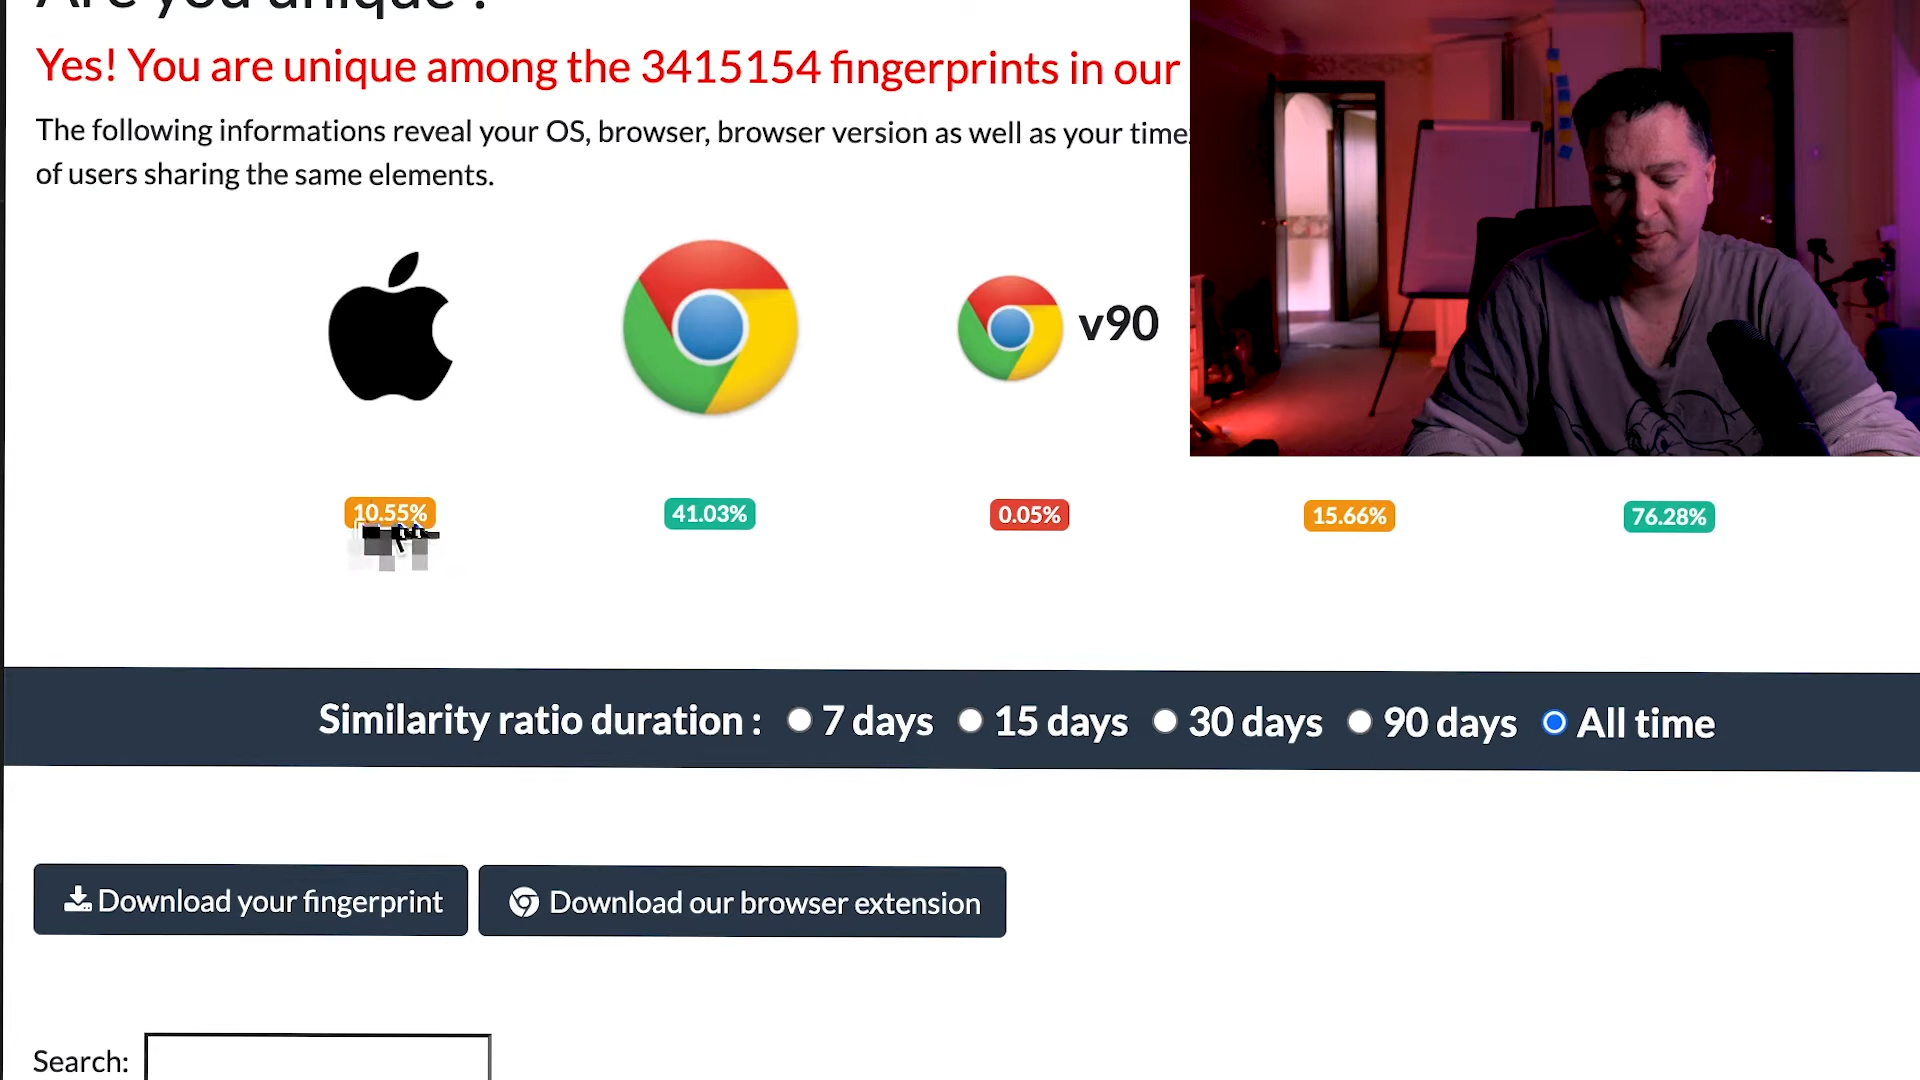 Are you unique ?
Yes! You are unique among the 3415154 fingerprints in our
The following informations reveal your OS, browser, browser version as well as your time
of users sharing the same elements.
v90
10.55% 41.03% 0.05% 15.66% 76.28%
Similarity ratio duration : 7 days 15 days 30 days 90 days All time
Download your fingerprint Download our browser extension
Search: